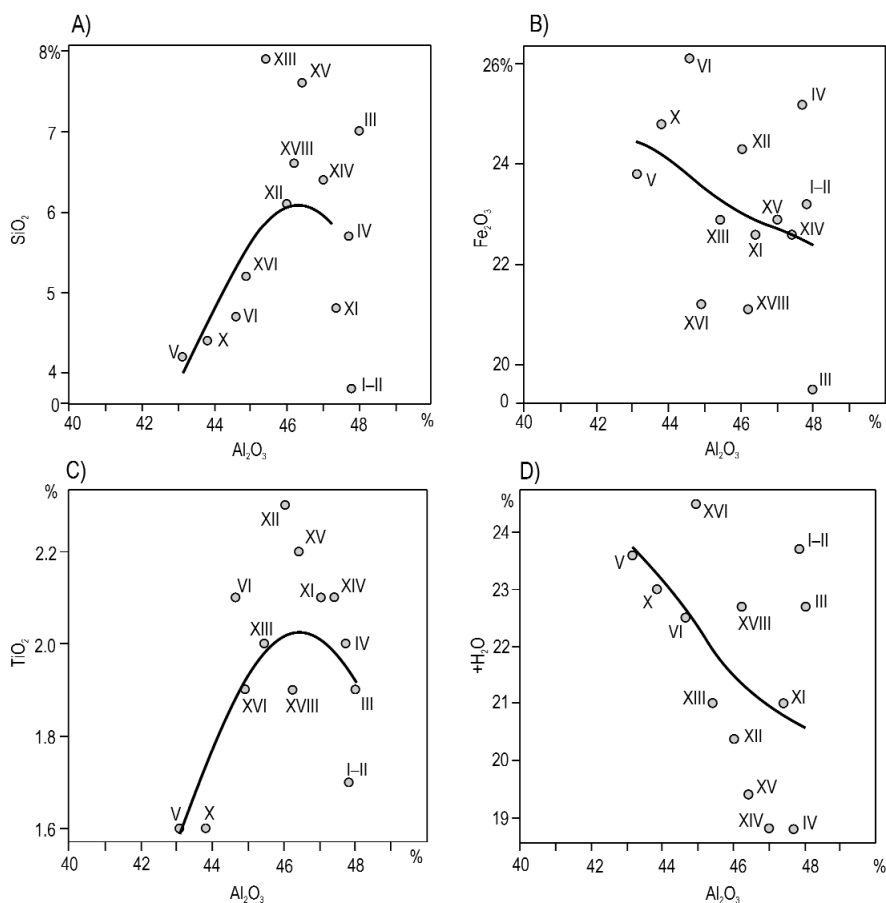 A)
8%
7
6
5
4
0
SiO₂
XIII
XV
III
XVIII
XIV
XII
IV
XVI
VI
XI
V
X
I–II
40 42 44 46 48 %
Al₂O₃
B)
26%
24
22
20
0
Fe₂O₃
VI
IV
X
XII
V
I–II
XV
XIII
XI
XIV
XVI
XVIII
III
40 42 44 46 48 %
Al₂O₃
C)
%
2.2
2.0
1.8
1.6
TiO₂
XII
XV
VI
XI
XIV
XIII
IV
XVI
XVIII
III
I–II
V
X
40 42 44 46 48 %
Al₂O₃
D)
%
24
23
22
21
20
19
+H₂O
XVI
V
I–II
X
III
VI
XVIII
XIII
XI
XII
XV
XIV
IV
40 42 44 46 48 %
Al₂O₃